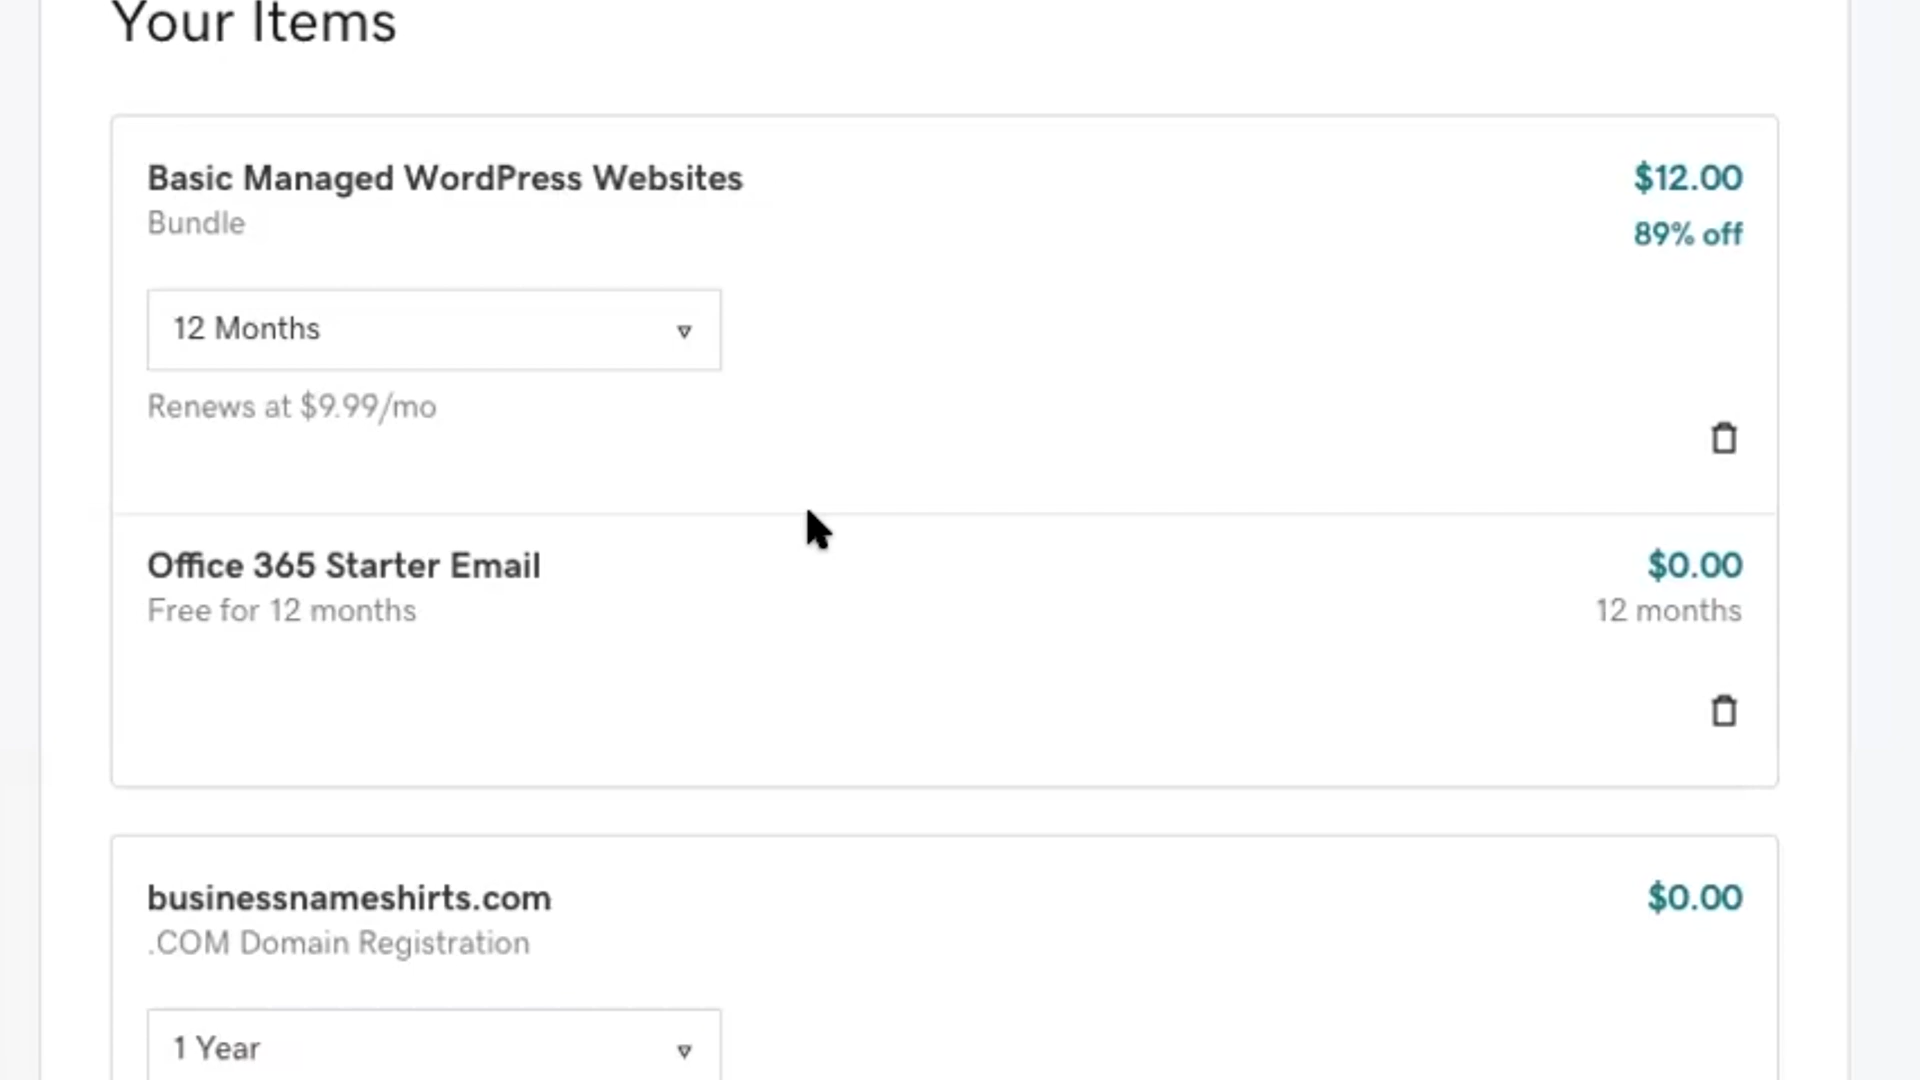 Your Items
Basic Managed WordPress Websites
$12.00
Bundle
89% off
12 Months
Renews at $9.99/mo
Office 365 Starter Email
$0.00
Free for 12 months
12 months
businessnameshirts.com
$0.00
.COM Domain Registration
1 Year